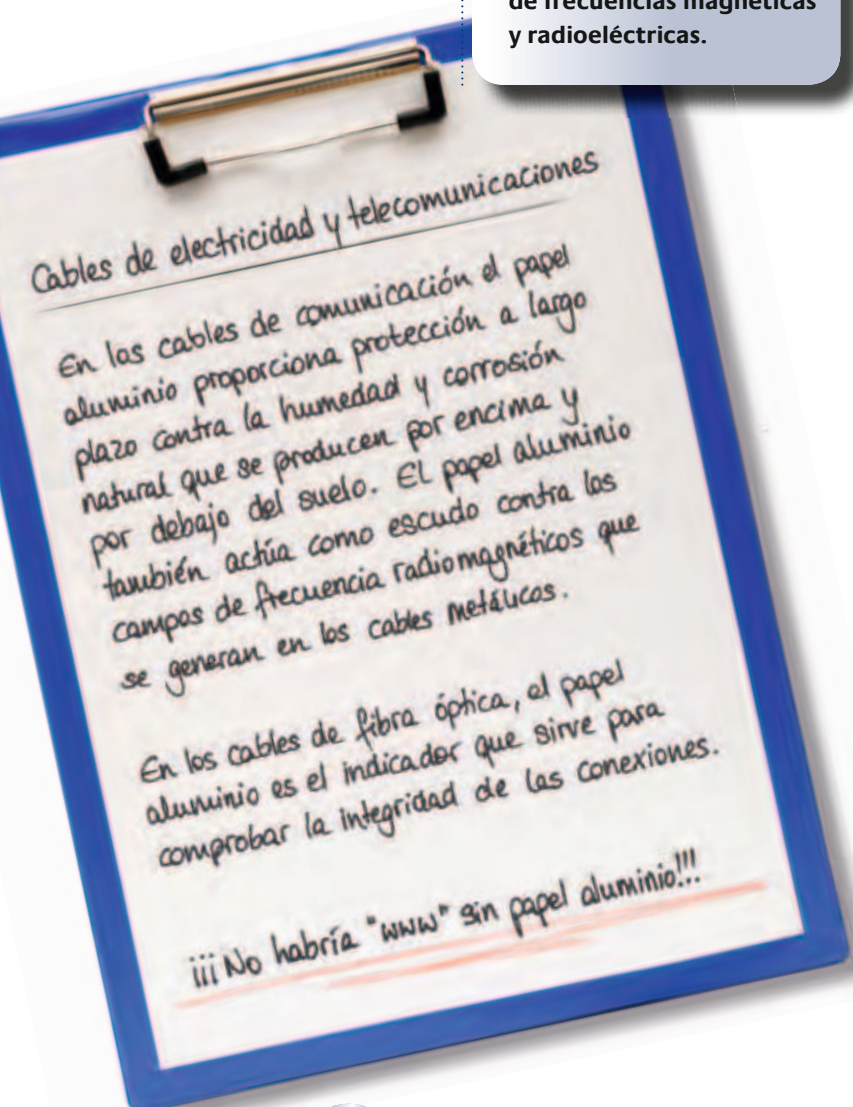 de frecuencias magnéticas
y radioeléctricas.
Cables de electricidad y telecomunicaciones
En los cables de comunicación el papel
aluminio proporciona protección a largo
plazo contra la humedad y corrosión
natural que se producen por encima y
por debajo del suelo. El papel aluminio
también actúa como escudo contra los
campos de frecuencia radiomagnéticos que
se generan en los cables metálicos.
En los cables de fibra óptica, el papel
aluminio es el indicador que sirve para
comprobar la integridad de las conexiones.
¡¡¡No habría "www" sin papel aluminio!!!